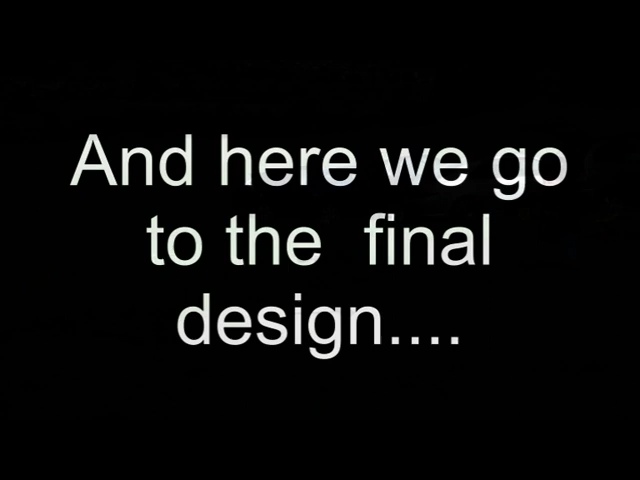 And here we go
to the  final
design....